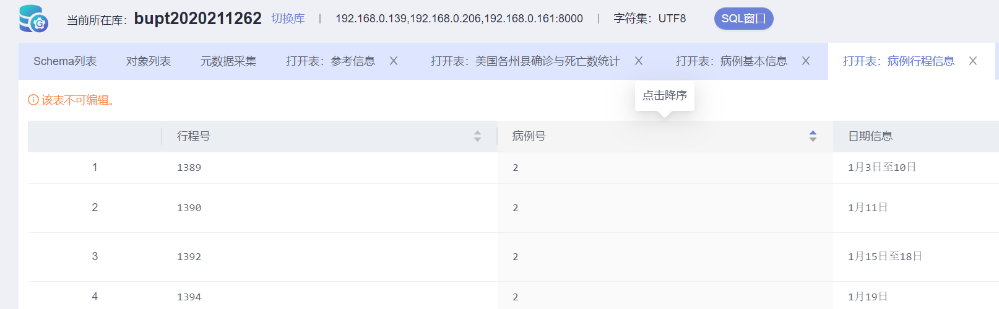 当前所在库：bupt2020211262 切换库 | 192.168.0.139,192.168.0.206,192.168.0.161:8000 | 字符集：UTF8 SQL窗口
Schema列表 对象列表 元数据采集 打开表：参考信息 X 打开表：美国各州县确诊与死亡数统计 X 打开表：病例基本信息 X 打开表：病例行程信息 X
点击降序
该表不可编辑。
行程号 病例号 日期信息
1 1389 2 1月3日至10日
2 1390 2 1月11日
3 1392 2 1月15日至18日
4 1394 2 1月19日